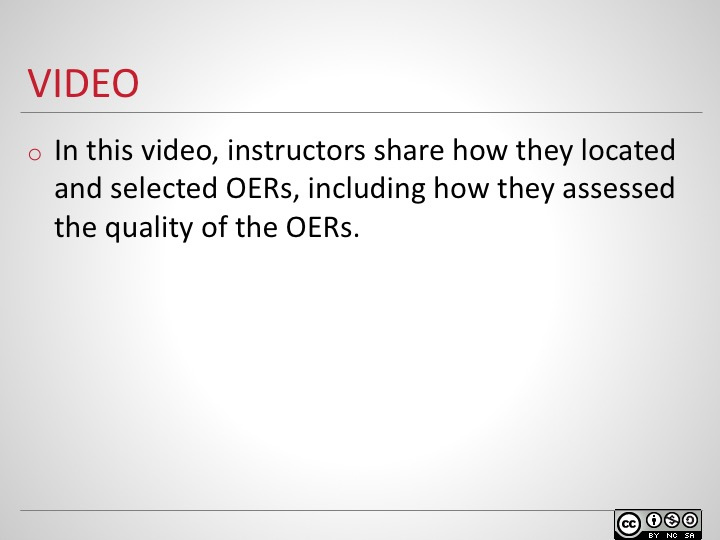 VIDEO
o In this video, instructors share how they located
and selected OERs, including how they assessed
the quality of the OERs.
cc
BY NC SA